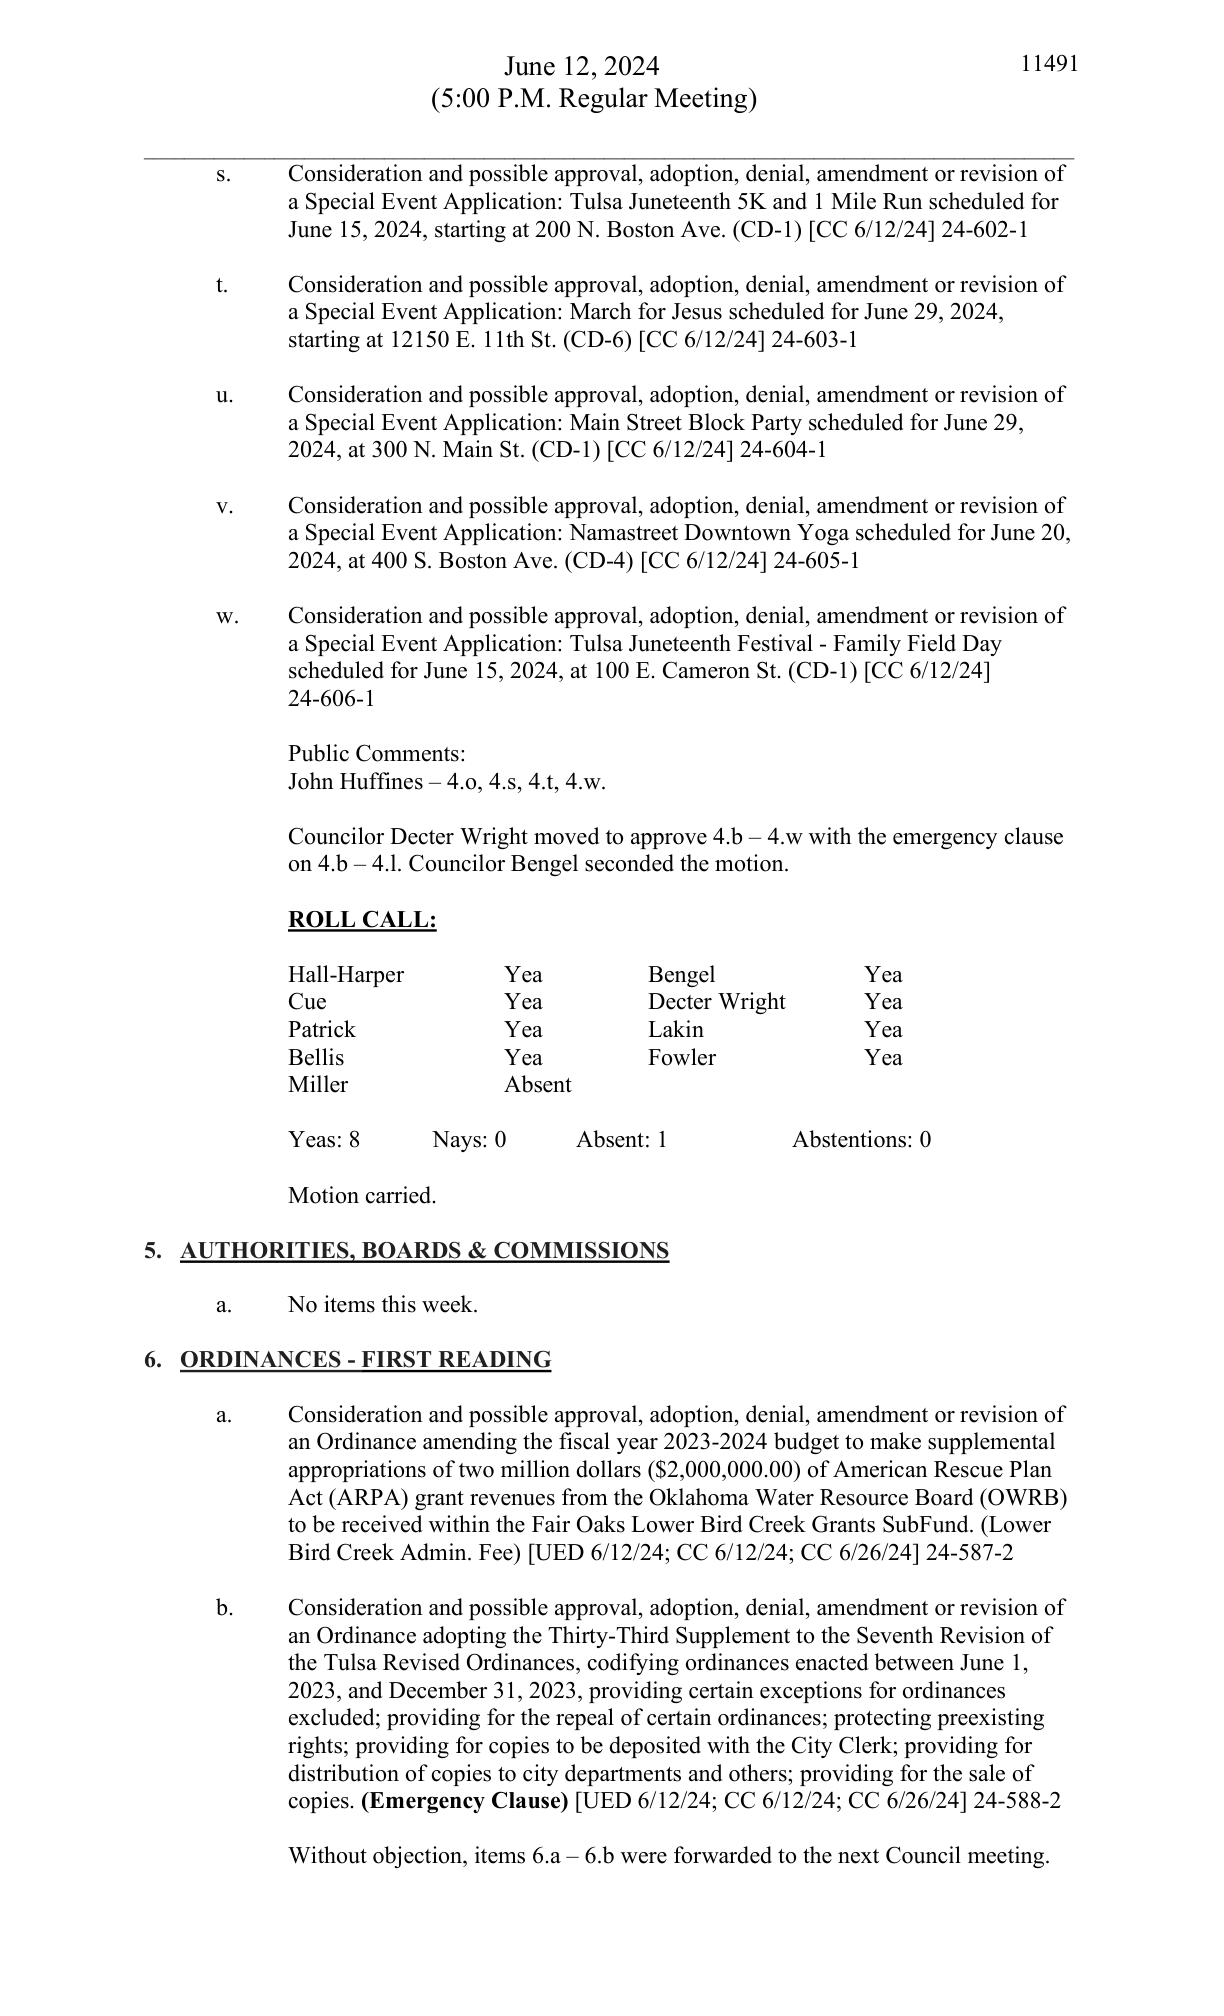 June 12, 2024
11491
(5:00 P.M. Regular Meeting)
s. Consideration and possible approval, adoption, denial, amendment or revision of
a Special Event Application: Tulsa Juneteenth 5K and 1 Mile Run scheduled for
June 15, 2024, starting at 200 N. Boston Ave. (CD-1) [CC 6/12/24] 24-602-1
t. Consideration and possible approval, adoption, denial, amendment or revision of
a Special Event Application: March for Jesus scheduled for June 29, 2024,
starting at 12150 E. 11th St. (CD-6) [CC 6/12/24] 24-603-1
u. Consideration and possible approval, adoption, denial, amendment or revision of
a Special Event Application: Main Street Block Party scheduled for June 29,
2024, at 300 N. Main St. (CD-1) [CC 6/12/24] 24-604-1
v. Consideration and possible approval, adoption, denial, amendment or revision of
a Special Event Application: Namastreet Downtown Yoga scheduled for June 20,
2024, at 400 S. Boston Ave. (CD-4) [CC 6/12/24] 24-605-1
w. Consideration and possible approval, adoption, denial, amendment or revision of
a Special Event Application: Tulsa Juneteenth Festival - Family Field Day
scheduled for June 15, 2024, at 100 E. Cameron St. (CD-1) [CC 6/12/24]
24-606-1
Public Comments:
John Huffines – 4.o, 4.s, 4.t, 4.w.
Councilor Decter Wright moved to approve 4.b – 4.w with the emergency clause
on 4.b – 4.l. Councilor Bengel seconded the motion.
ROLL CALL:
Hall-Harper Yea Bengel Yea
Cue Yea Decter Wright Yea
Patrick Yea Lakin Yea
Bellis Yea Fowler Yea
Miller Absent
Yeas: 8 Nays: 0 Absent: 1 Abstentions: 0
Motion carried.
5. AUTHORITIES, BOARDS & COMMISSIONS
a. No items this week.
6. ORDINANCES - FIRST READING
a. Consideration and possible approval, adoption, denial, amendment or revision of
an Ordinance amending the fiscal year 2023-2024 budget to make supplemental
appropriations of two million dollars ($2,000,000.00) of American Rescue Plan
Act (ARPA) grant revenues from the Oklahoma Water Resource Board (OWRB)
to be received within the Fair Oaks Lower Bird Creek Grants SubFund. (Lower
Bird Creek Admin. Fee) [UED 6/12/24; CC 6/12/24; CC 6/26/24] 24-587-2
b. Consideration and possible approval, adoption, denial, amendment or revision of
an Ordinance adopting the Thirty-Third Supplement to the Seventh Revision of
the Tulsa Revised Ordinances, codifying ordinances enacted between June 1,
2023, and December 31, 2023, providing certain exceptions for ordinances
excluded; providing for the repeal of certain ordinances; protecting preexisting
rights; providing for copies to be deposited with the City Clerk; providing for
distribution of copies to city departments and others; providing for the sale of
copies. (Emergency Clause) [UED 6/12/24; CC 6/12/24; CC 6/26/24] 24-588-2
Without objection, items 6.a – 6.b were forwarded to the next Council meeting.